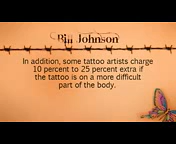 Bill Johnson
In addition, some tattoo artists charge
10 percent to 25 percent extra if
the tattoo is on a more difficult
part of the body.